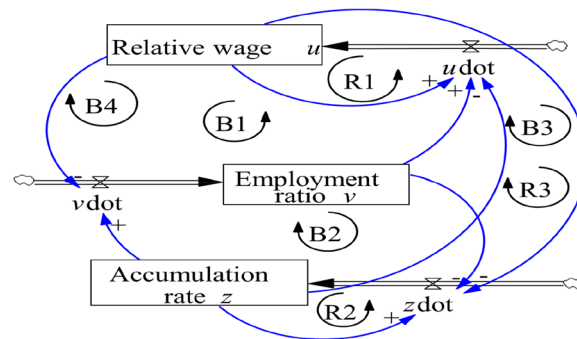 Relative wage u
R1
+
+
-
u dot
B4
B1
B3
-
v dot
+
Employment
ratio v
R3
B2
Accumulation
rate z
-
-
R2
+
z dot